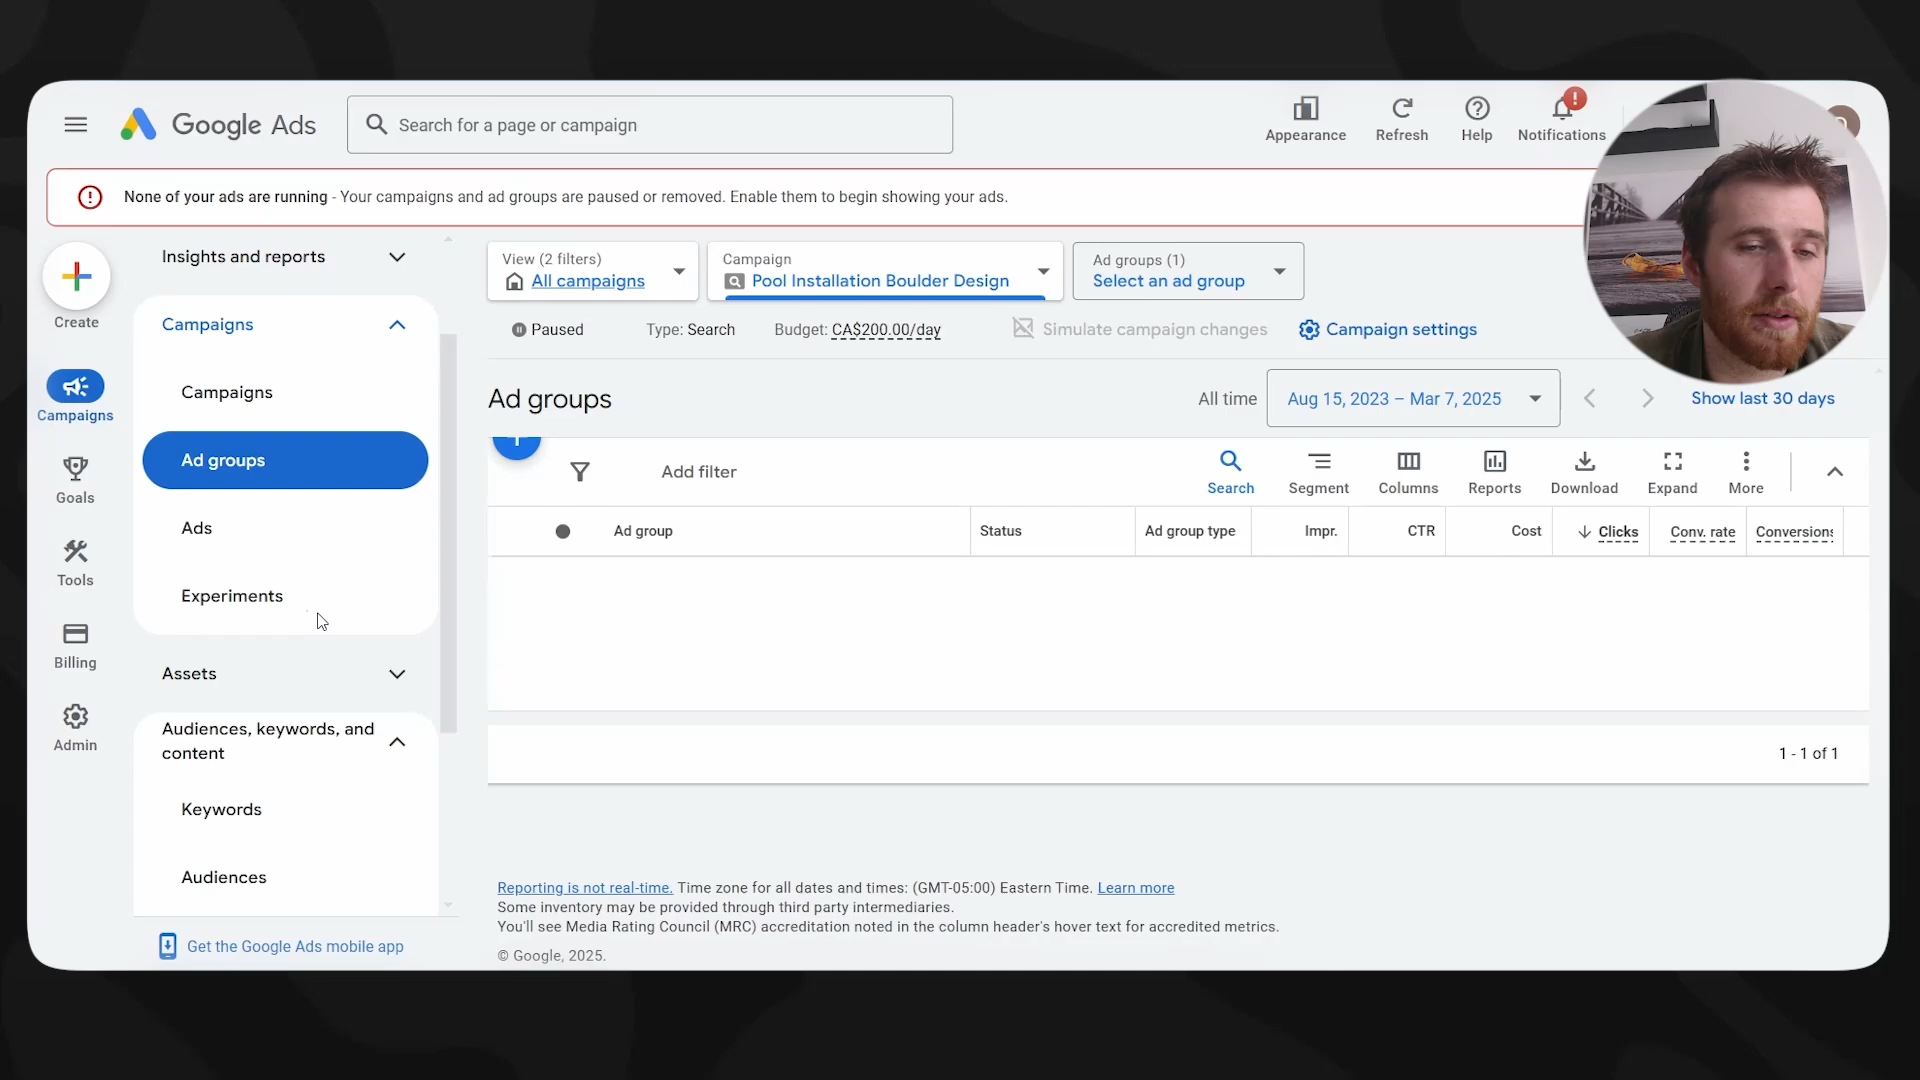 Google Ads
Search for a page or campaign
Appearance
Refresh
Help
Notifications
!
None of your ads are running - Your campaigns and ad groups are paused or removed. Enable them to begin showing your ads.
Create
Campaigns
Goals
Tools
Billing
Admin
Insights and reports
Campaigns
Campaigns
Ad groups
Ads
Experiments
Assets
Audiences, keywords, and
content
Keywords
Audiences
Get the Google Ads mobile app
View (2 filters)
All campaigns
Campaign
Pool Installation Boulder Design
Ad groups (1)
Select an ad group
Paused
Type: Search
Budget: CA$200.00/day
Simulate campaign changes
Campaign settings
Ad groups
All time
Aug 15, 2023 – Mar 7, 2025
Show last 30 days
Add filter
Search
Segment
Columns
Reports
Download
Expand
More
Ad group
Status
Ad group type
Impr.
CTR
Cost
Clicks
Conv. rate
Conversions
1 - 1 of 1
Reporting is not real-time. Time zone for all dates and times: (GMT-05:00) Eastern Time. Learn more
Some inventory may be provided through third party intermediaries.
You'll see Media Rating Council (MRC) accreditation noted in the column header's hover text for accredited metrics.
© Google, 2025.